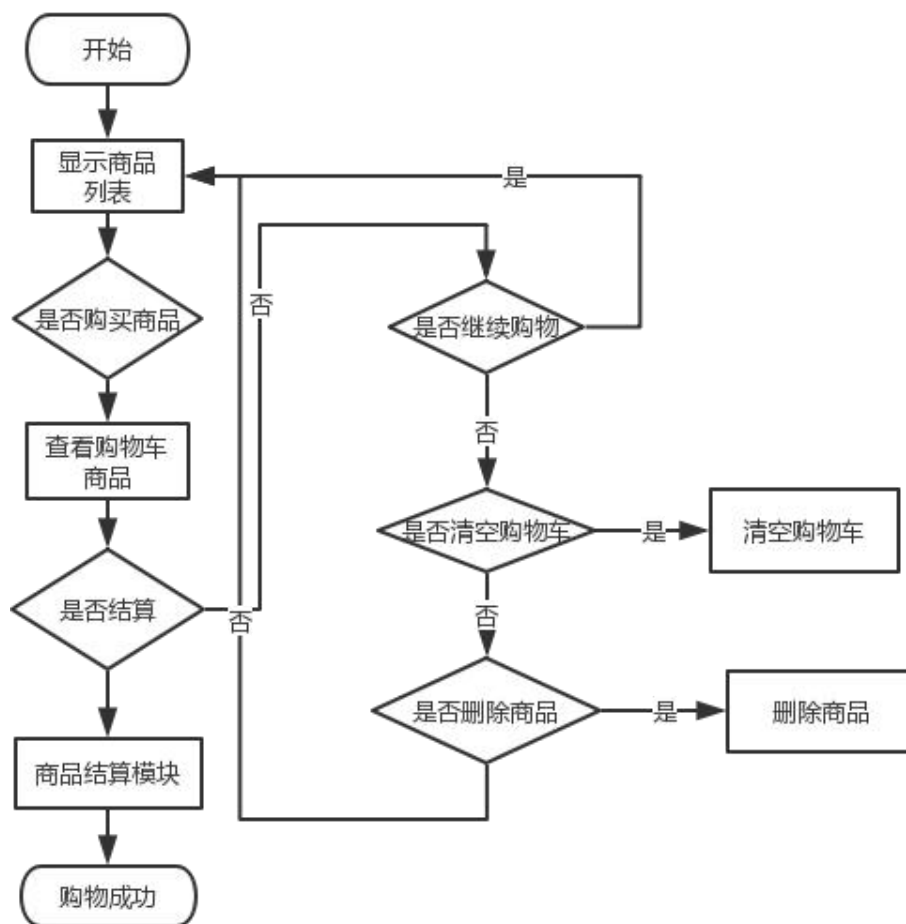 开始
显示商品
列表
是
是否购买商品
否
是否继续购物
否
查看购物车
商品
是否清空购物车
是
清空购物车
是否结算
否
否
是否删除商品
是
删除商品
商品结算模块
购物成功